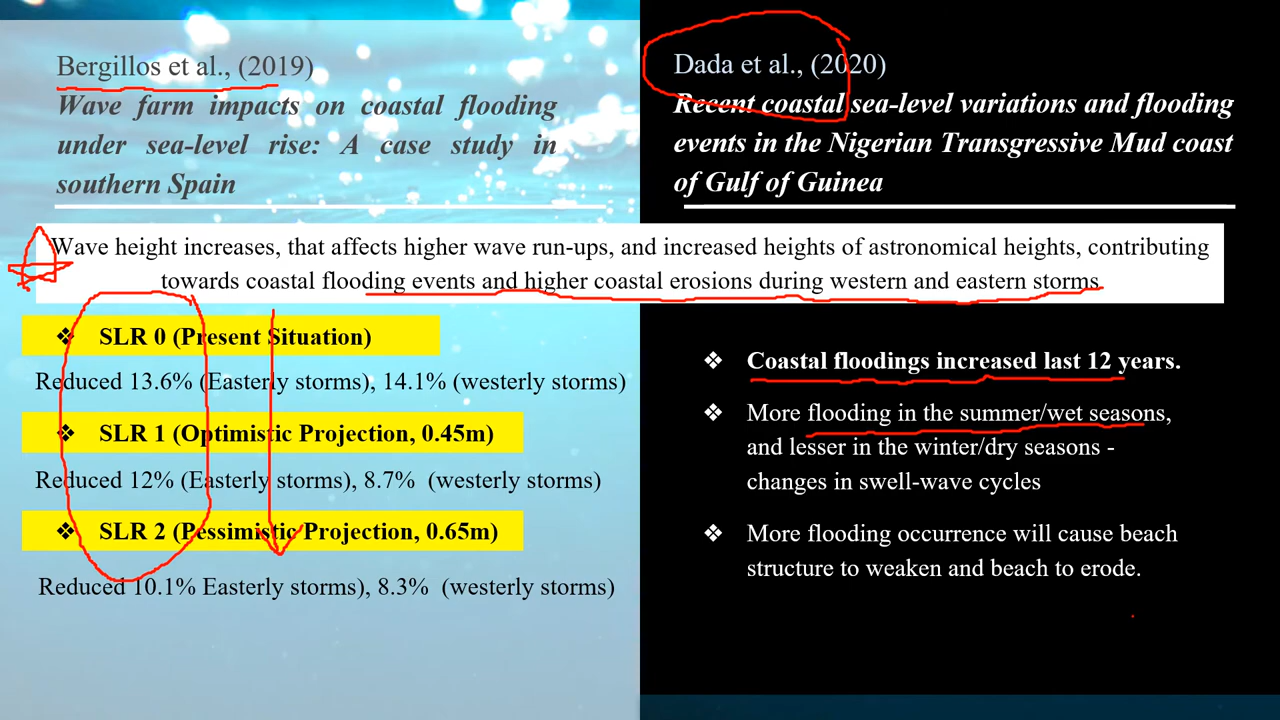 Bergillos et al., (2019)
Wave farm impacts on coastal flooding
under sea-level rise: A case study in
southern Spain
Dada et al., (2020)
Recent coastal sea-level variations and flooding
events in the Nigerian Transgressive Mud coast
of Gulf of Guinea
Wave height increases, that affects higher wave run-ups, and increased heights of astronomical heights, contributing
towards coastal flooding events and higher coastal erosions during western and eastern storms
❖ SLR 0 (Present Situation)
Reduced 13.6% (Easterly storms), 14.1% (westerly storms)
❖ SLR 1 (Optimistic Projection, 0.45m)
Reduced 12% (Easterly storms), 8.7% (westerly storms)
❖ SLR 2 (Pessimistic Projection, 0.65m)
Reduced 10.1% Easterly storms), 8.3% (westerly storms)
❖ Coastal floodings increased last 12 years.
❖ More flooding in the summer/wet seasons,
and lesser in the winter/dry seasons -
changes in swell-wave cycles
❖ More flooding occurrence will cause beach
structure to weaken and beach to erode.